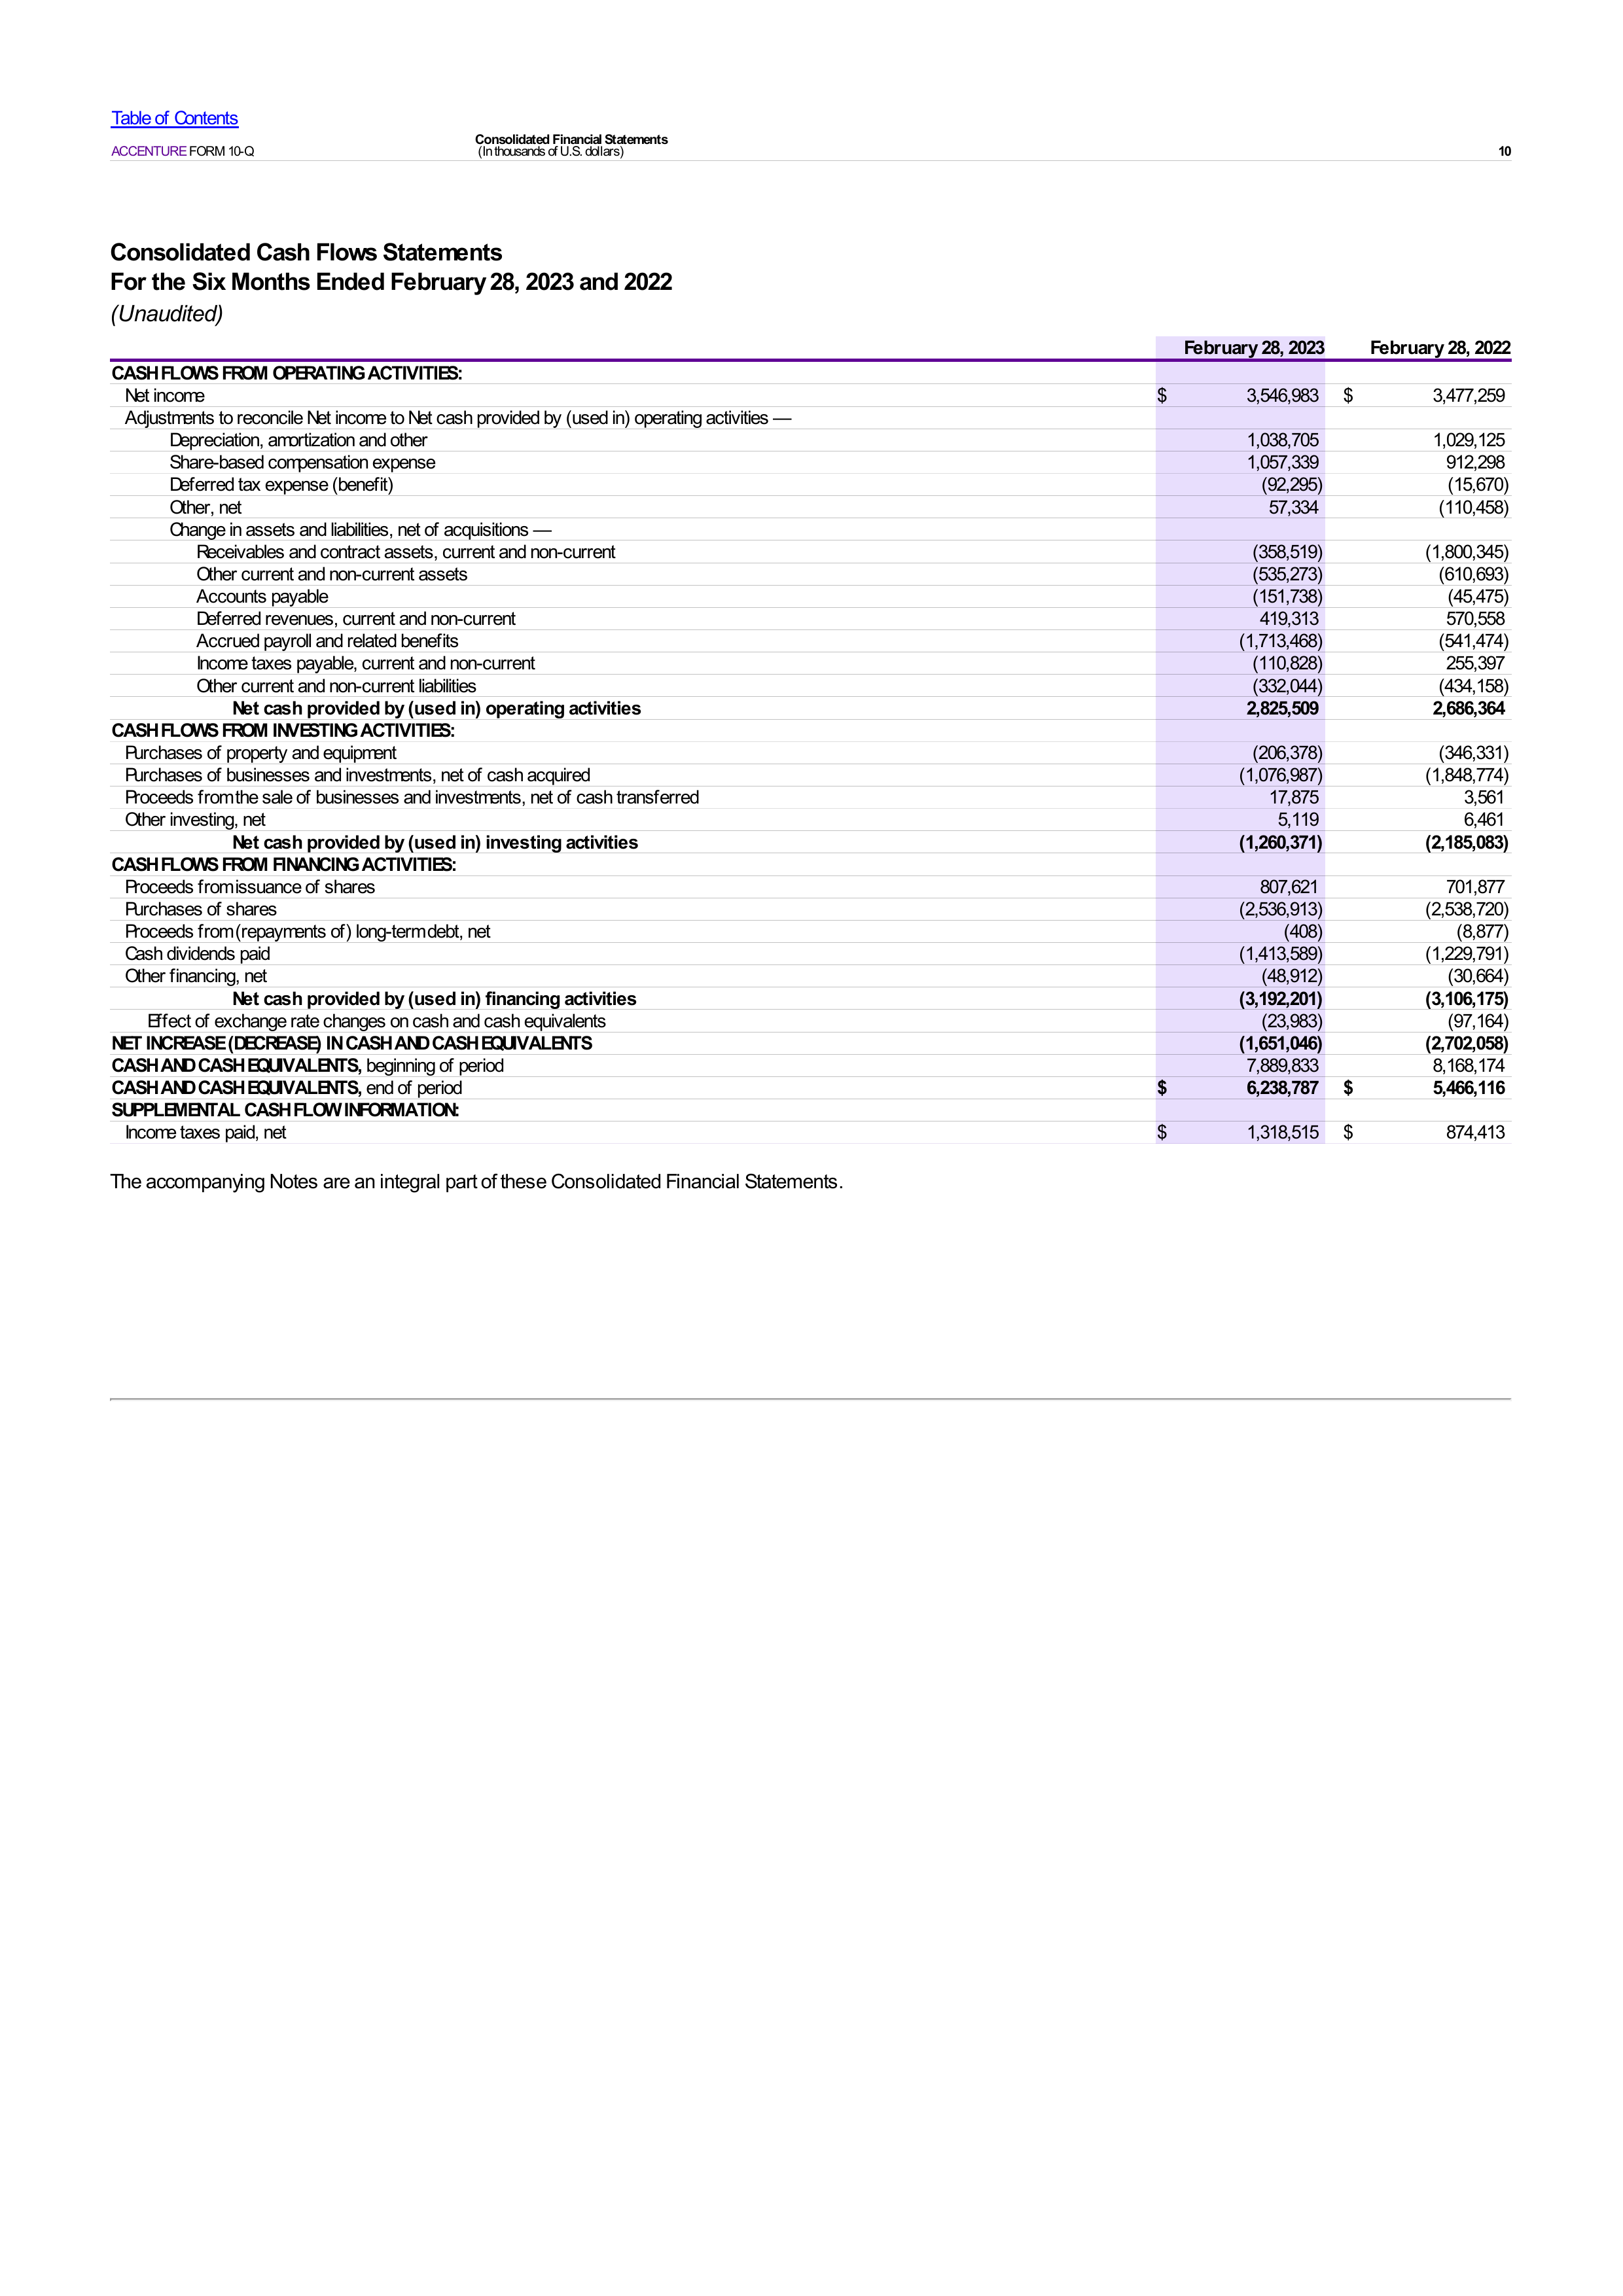 Table of Contents
Consolidated Financial Statements
ACCENTURE FORM 10-Q (In thousands of U.S. dollars) 10
Consolidated Cash Flows Statements
For the Six Months Ended February 28, 2023 and 2022
(Unaudited)
February 28, 2023 February 28, 2022
CASH FLOWS FROM OPERATING ACTIVITIES:
Net income $ 3,546,983 $ 3,477,259
Adjustments to reconcile Net income to Net cash provided by (used in) operating activities —
Depreciation, amortization and other 1,038,705 1,029,125
Share-based compensation expense 1,057,339 912,298
Deferred tax expense (benefit) (92,295) (15,670)
Other, net 57,334 (110,458)
Change in assets and liabilities, net of acquisitions —
Receivables and contract assets, current and non-current (358,519) (1,800,345)
Other current and non-current assets (535,273) (610,693)
Accounts payable (151,738) (45,475)
Deferred revenues, current and non-current 419,313 570,558
Accrued payroll and related benefits (1,713,468) (541,474)
Income taxes payable, current and non-current (110,828) 255,397
Other current and non-current liabilities (332,044) (434,158)
Net cash provided by (used in) operating activities 2,825,509 2,686,364
CASH FLOWS FROM INVESTING ACTIVITIES:
Purchases of property and equipment (206,378) (346,331)
Purchases of businesses and investments, net of cash acquired (1,076,987) (1,848,774)
Proceeds from the sale of businesses and investments, net of cash transferred 17,875 3,561
Other investing, net 5,119 6,461
Net cash provided by (used in) investing activities (1,260,371) (2,185,083)
CASH FLOWS FROM FINANCING ACTIVITIES:
Proceeds from issuance of shares 807,621 701,877
Purchases of shares (2,536,913) (2,538,720)
Proceeds from (repayments of) long-term debt, net (408) (8,877)
Cash dividends paid (1,413,589) (1,229,791)
Other financing, net (48,912) (30,664)
Net cash provided by (used in) financing activities (3,192,201) (3,106,175)
Effect of exchange rate changes on cash and cash equivalents (23,983) (97,164)
NET INCREASE (DECREASE) IN CASH AND CASH EQUIVALENTS (1,651,046) (2,702,058)
CASH AND CASH EQUIVALENTS, beginning of period 7,889,833 8,168,174
CASH AND CASH EQUIVALENTS, end of period $ 6,238,787 $ 5,466,116
SUPPLEMENTAL CASH FLOW INFORMATION:
Income taxes paid, net $ 1,318,515 $ 874,413
The accompanying Notes are an integral part of these Consolidated Financial Statements.